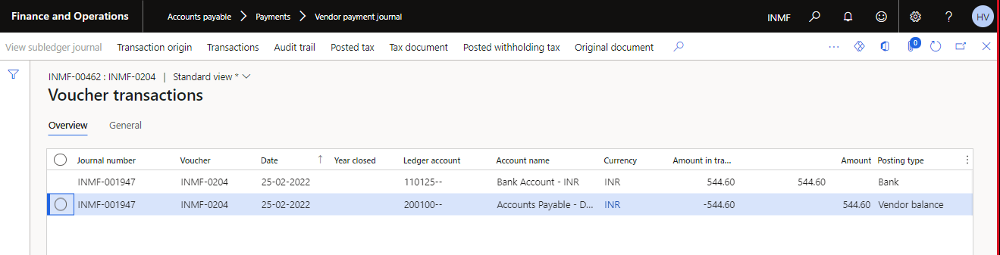 Finance and Operations Accounts payable Payments Vendor payment journal INMF ? HV
View subledger journal Transaction origin Transactions Audit trail Posted tax Tax document Posted withholding tax Original document ... 0
INMF-00462 : INMF-0204 | Standard view *
Voucher transactions
Overview General
Journal number Voucher Date ↑ Year closed Ledger account Account name Currency Amount in tra... Amount Posting type
INMF-001947 INMF-0204 25-02-2022 110125-- Bank Account - INR INR 544.60 544.60 Bank
INMF-001947 INMF-0204 25-02-2022 200100-- Accounts Payable - D... INR -544.60 544.60 Vendor balance